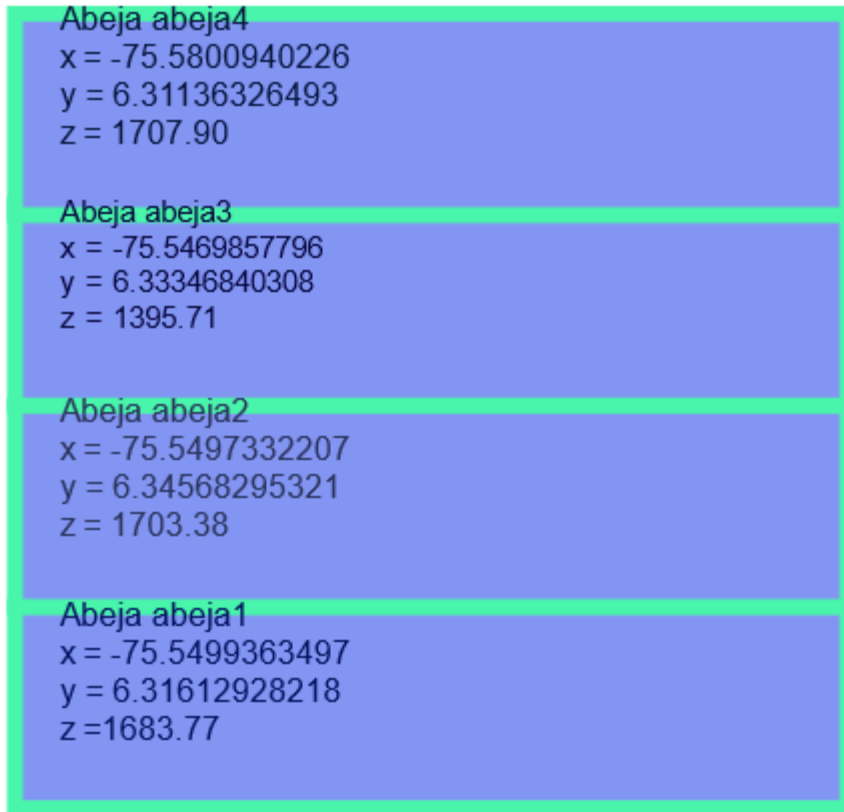 Abeja abeja4
x = -75.5800940226
y = 6.31136326493
z = 1707.90
Abeja abeja3
x = -75.5469857796
y = 6.33346840308
z = 1395.71
Abeja abeja2
x = -75.5497332207
y = 6.34568295321
z = 1703.38
Abeja abeja1
x = -75.5499363497
y = 6.31612928218
z =1683.77